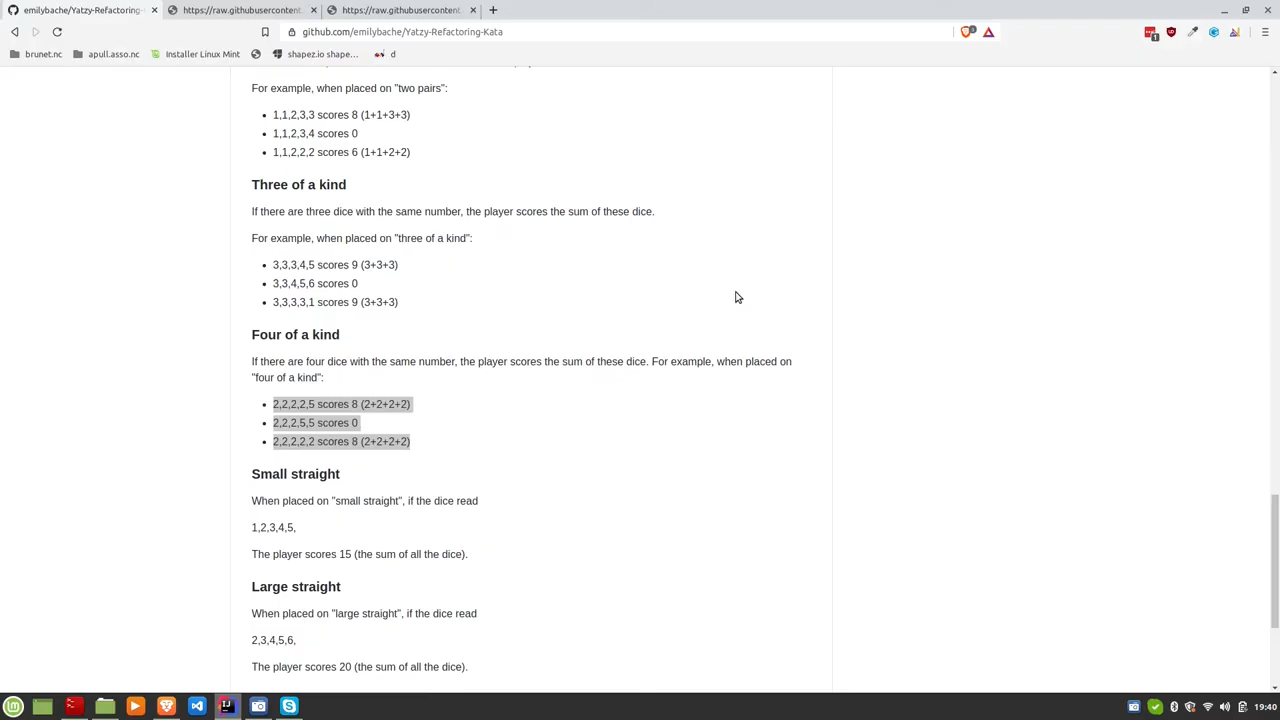 emilybache/Yatzy-Refactoring-
https://raw.githubusercontent.
https://raw.githubusercontent.
github.com/emilybache/Yatzy-Refactoring-Kata
brunet.nc
apull.asso.nc
Installer Linux Mint
shapez.io shape…
d
For example, when placed on "two pairs":
1,1,2,3,3 scores 8 (1+1+3+3)
1,1,2,3,4 scores 0
1,1,2,2,2 scores 6 (1+1+2+2)
Three of a kind
If there are three dice with the same number, the player scores the sum of these dice.
For example, when placed on "three of a kind":
3,3,3,4,5 scores 9 (3+3+3)
3,3,4,5,6 scores 0
3,3,3,3,1 scores 9 (3+3+3)
Four of a kind
If there are four dice with the same number, the player scores the sum of these dice. For example, when placed on
"four of a kind":
2,2,2,2,5 scores 8 (2+2+2+2)
2,2,2,5,5 scores 0
2,2,2,2,2 scores 8 (2+2+2+2)
Small straight
When placed on "small straight", if the dice read
1,2,3,4,5,
The player scores 15 (the sum of all the dice).
Large straight
When placed on "large straight", if the dice read
2,3,4,5,6,
The player scores 20 (the sum of all the dice).
19:40